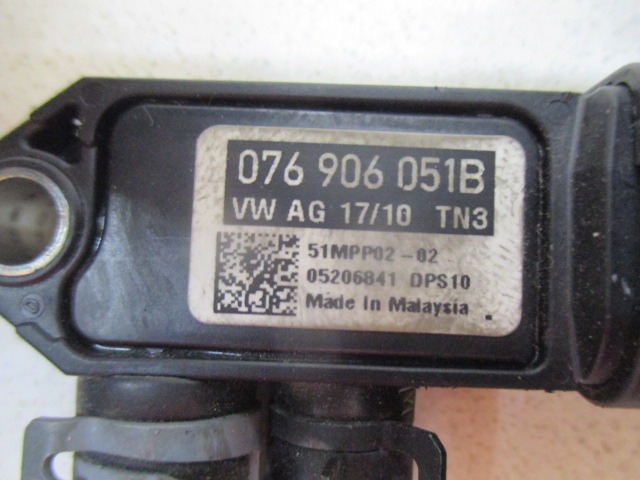 076 906 051B
VW AG 17/10 TN3
51MPP02-02
05206841 DPS10
Made In Malaysia